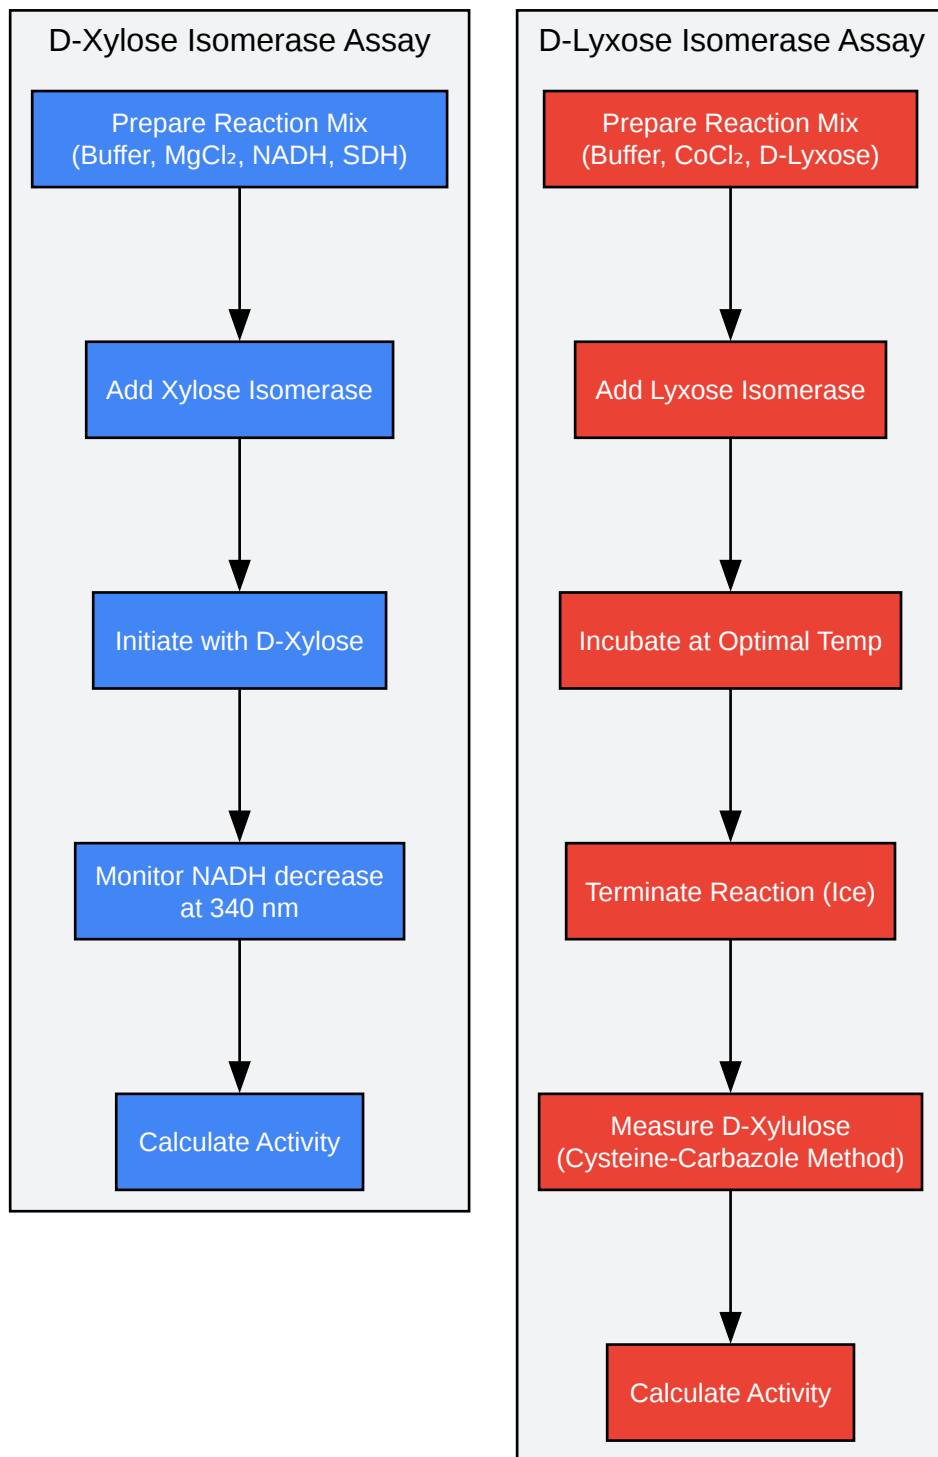 D-Xylose Isomerase Assay
Prepare Reaction Mix
(Buffer, MgCl₂, NADH, SDH)
Add Xylose Isomerase
Initiate with D-Xylose
Monitor NADH decrease
at 340 nm
Calculate Activity
D-Lyxose Isomerase Assay
Prepare Reaction Mix
(Buffer, CoCl₂, D-Lyxose)
Add Lyxose Isomerase
Incubate at Optimal Temp
Terminate Reaction (Ice)
Measure D-Xylulose
(Cysteine-Carbazole Method)
Calculate Activity